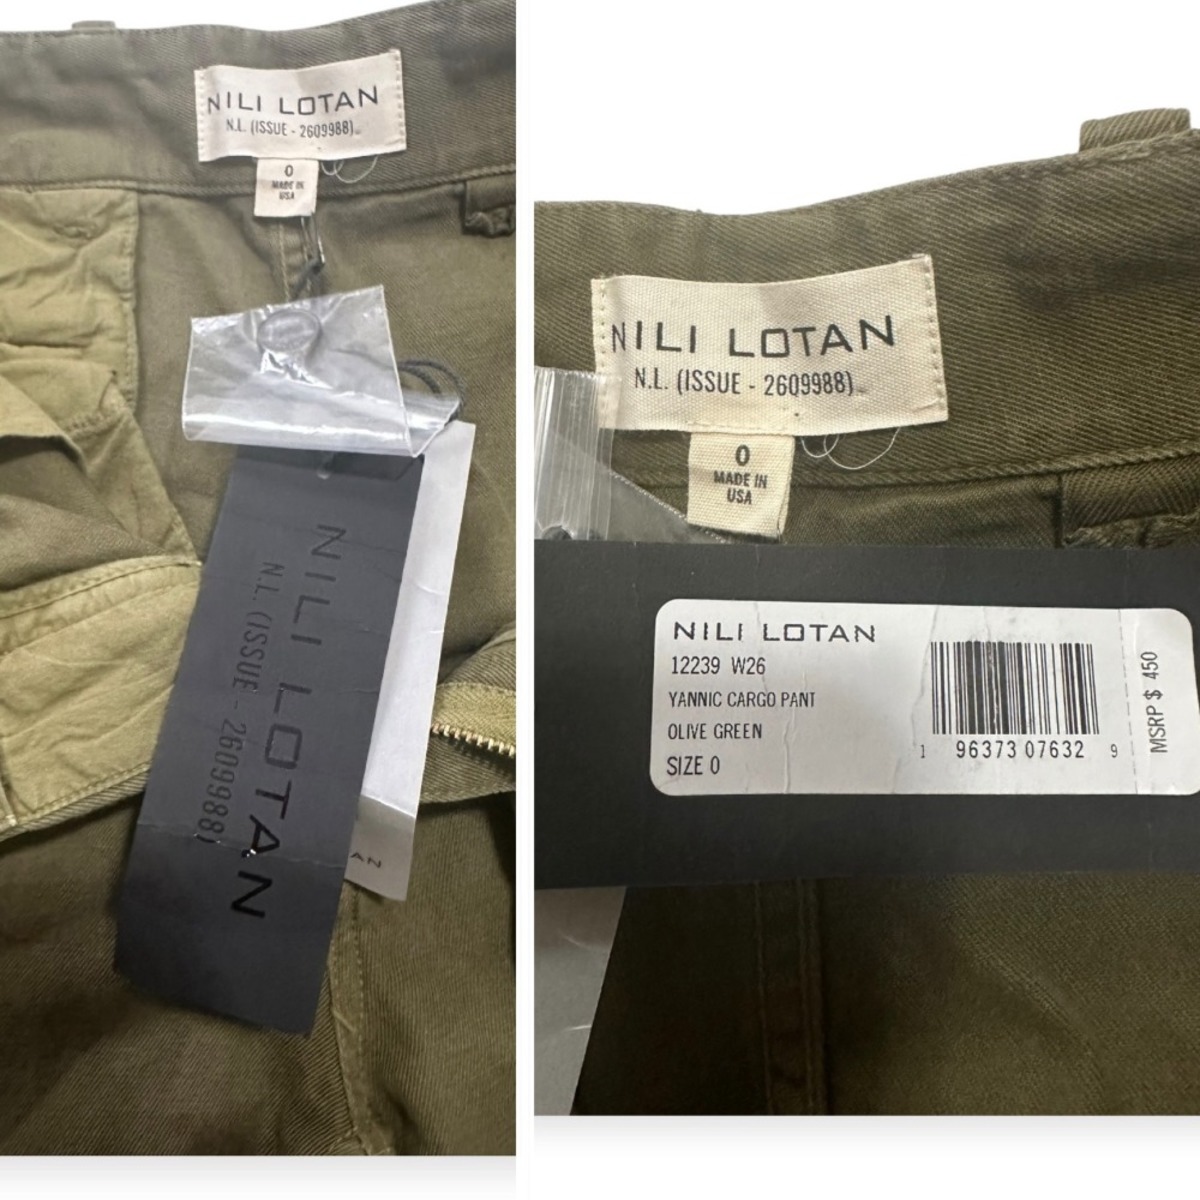 NILI LOTAN
N.L. (ISSUE - 2609988)
0
MADE IN
USA
NILI LOTAN
N.L. (ISSUE - 2609988)
AN
NILI LOTAN
N.L. (ISSUE - 2609988)
0
MADE IN
USA
NILI LOTAN
12239 W26
YANNIC CARGO PANT
OLIVE GREEN
SIZE 0
1 96373 07632 9
MSRP $ 450